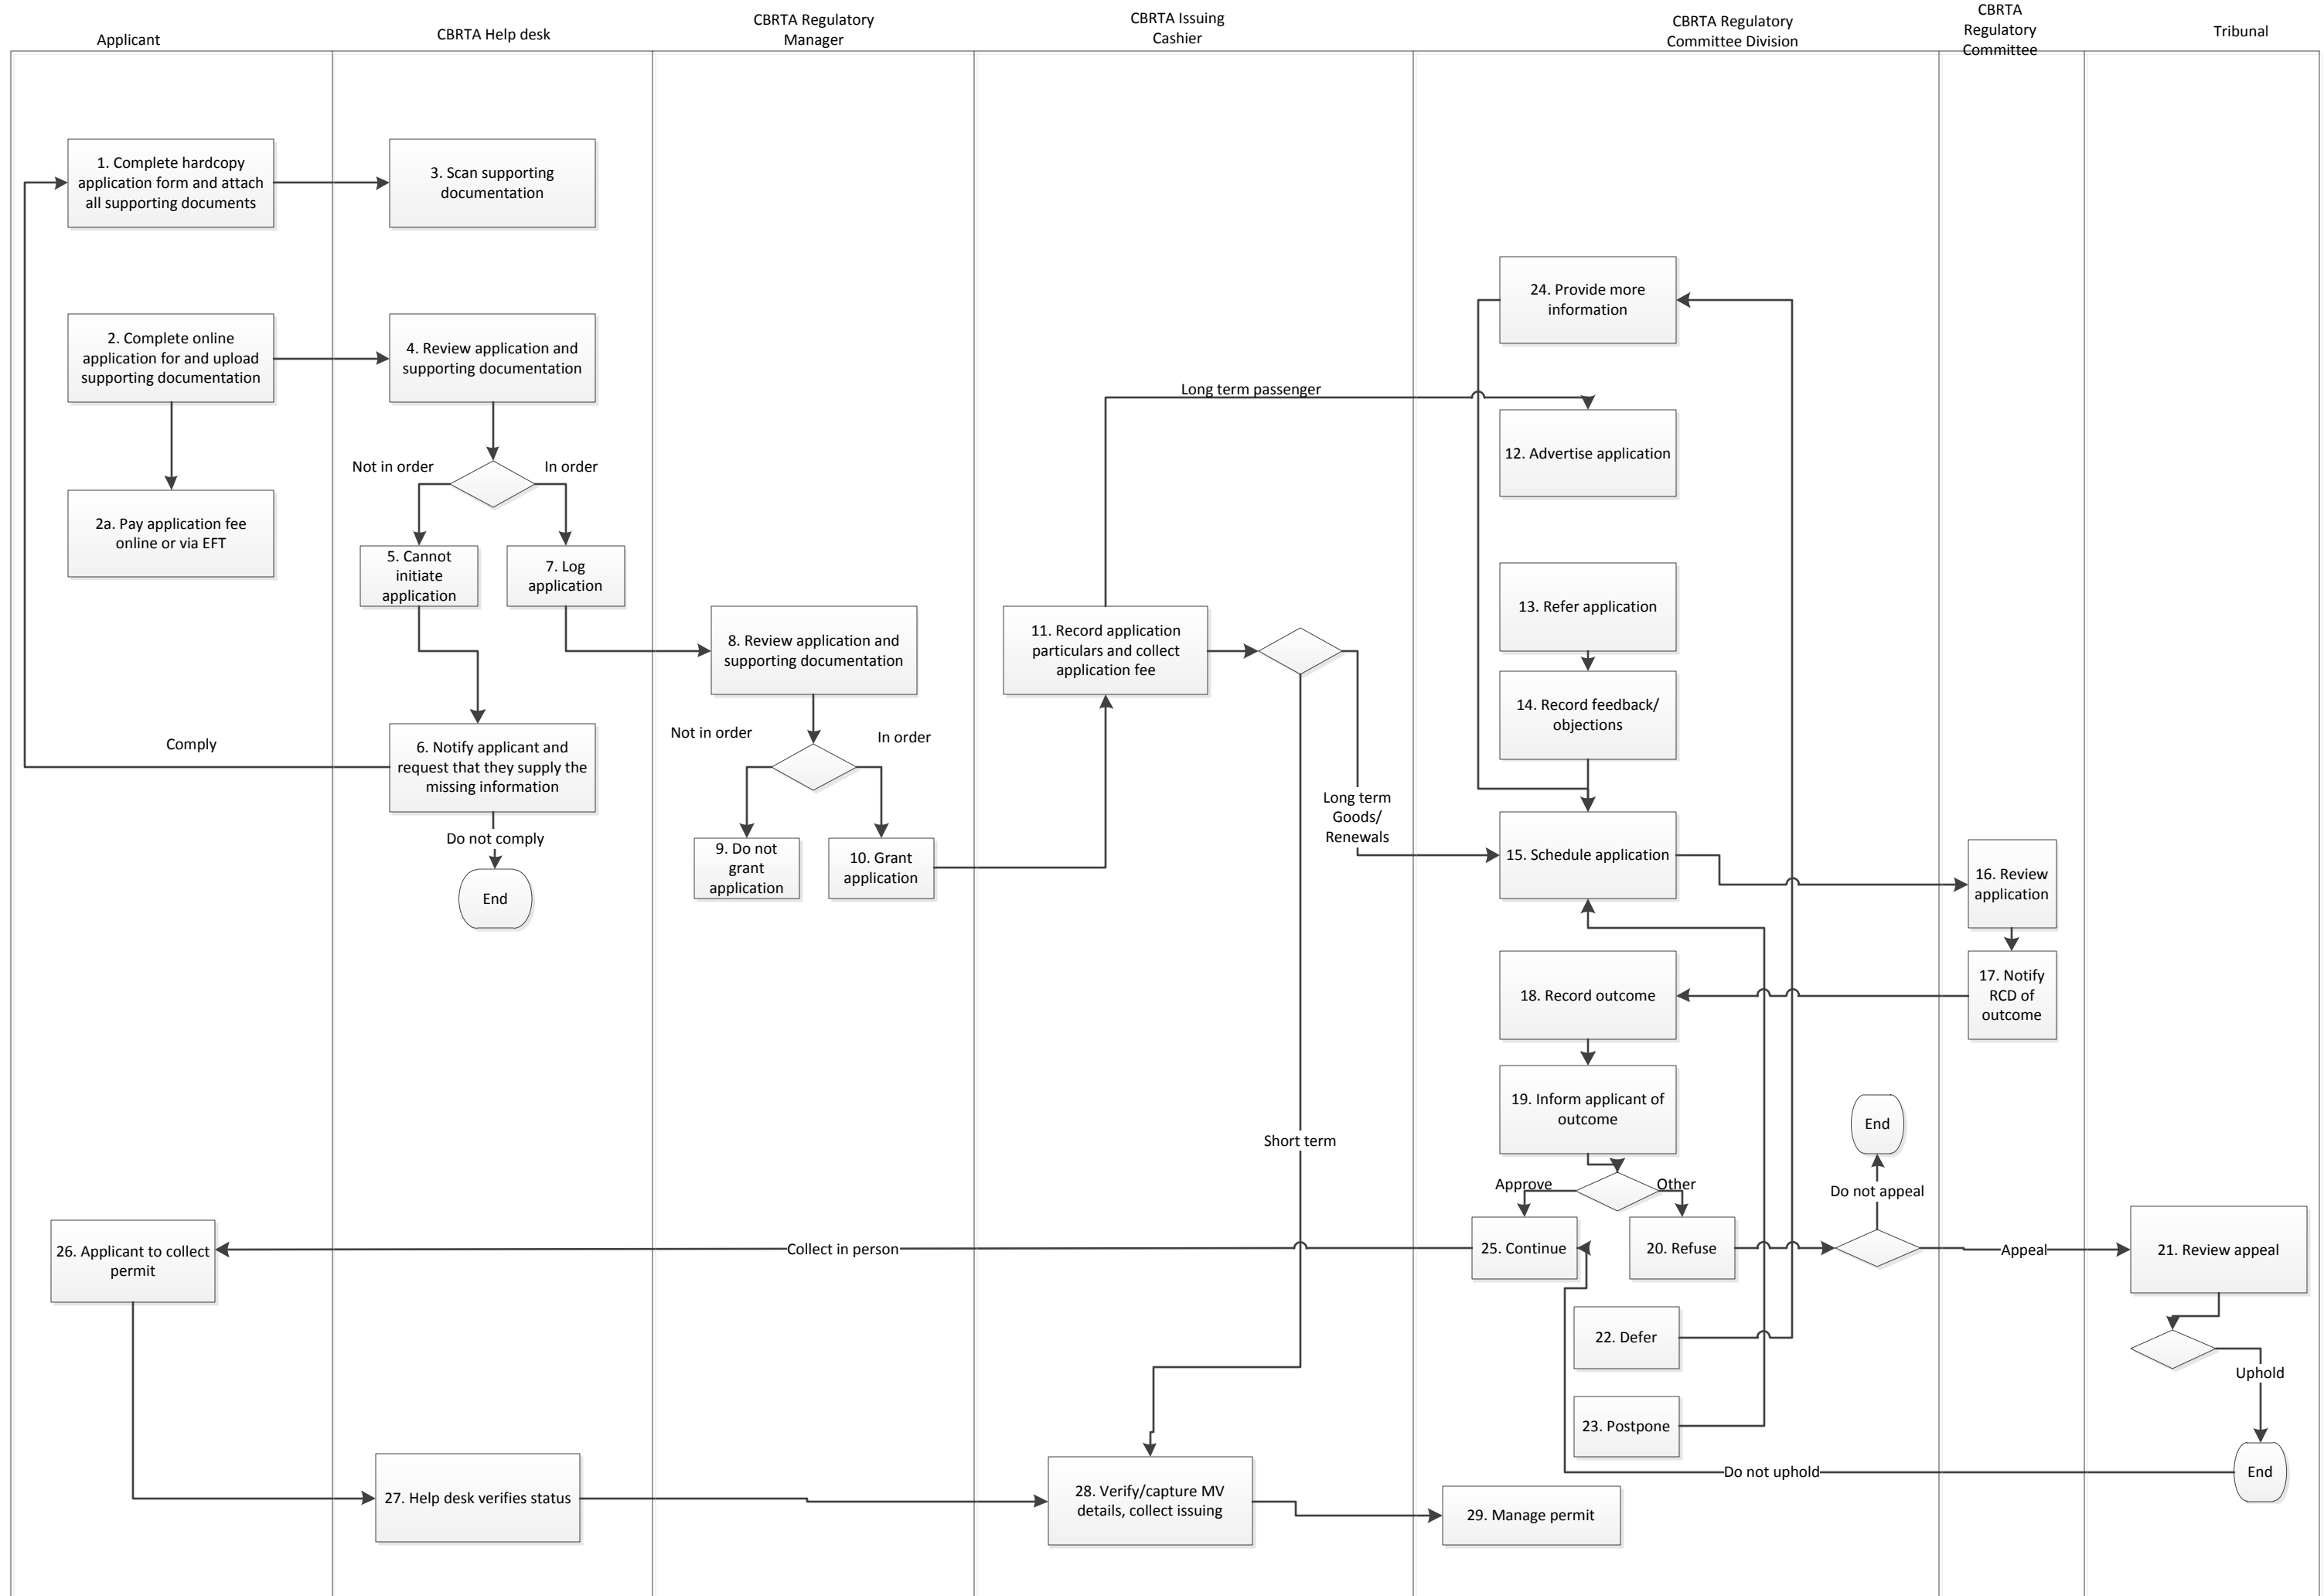 Applicant
CBRTA Help desk
CBRTA Regulatory
Manager
CBRTA Issuing
Cashier
CBRTA Regulatory
Committee Division
CBRTA
Regulatory
Committee
Tribunal
1. Complete hardcopy
application form and attach
all supporting documents
3. Scan supporting
documentation
24. Provide more
information
2. Complete online
application for and upload
supporting documentation
4. Review application and
supporting documentation
Long term passenger
12. Advertise application
Not in order
In order
2a. Pay application fee
online or via EFT
5. Cannot
initiate
application
7. Log
application
13. Refer application
8. Review application and
supporting documentation
11. Record application
particulars and collect
application fee
14. Record feedback/
objections
Comply
6. Notify applicant and
request that they supply the
missing information
Not in order
In order
Long term
Goods/
Renewals
Do not comply
End
9. Do not
grant
application
10. Grant
application
15. Schedule application
16. Review
application
18. Record outcome
17. Notify
RCD of
outcome
19. Inform applicant of
outcome
End
Short term
Approve
Other
Do not appeal
26. Applicant to collect
permit
Collect in person
25. Continue
20. Refuse
Appeal
21. Review appeal
22. Defer
Uphold
23. Postpone
Do not uphold
End
27. Help desk verifies status
28. Verify/capture MV
details, collect issuing
29. Manage permit